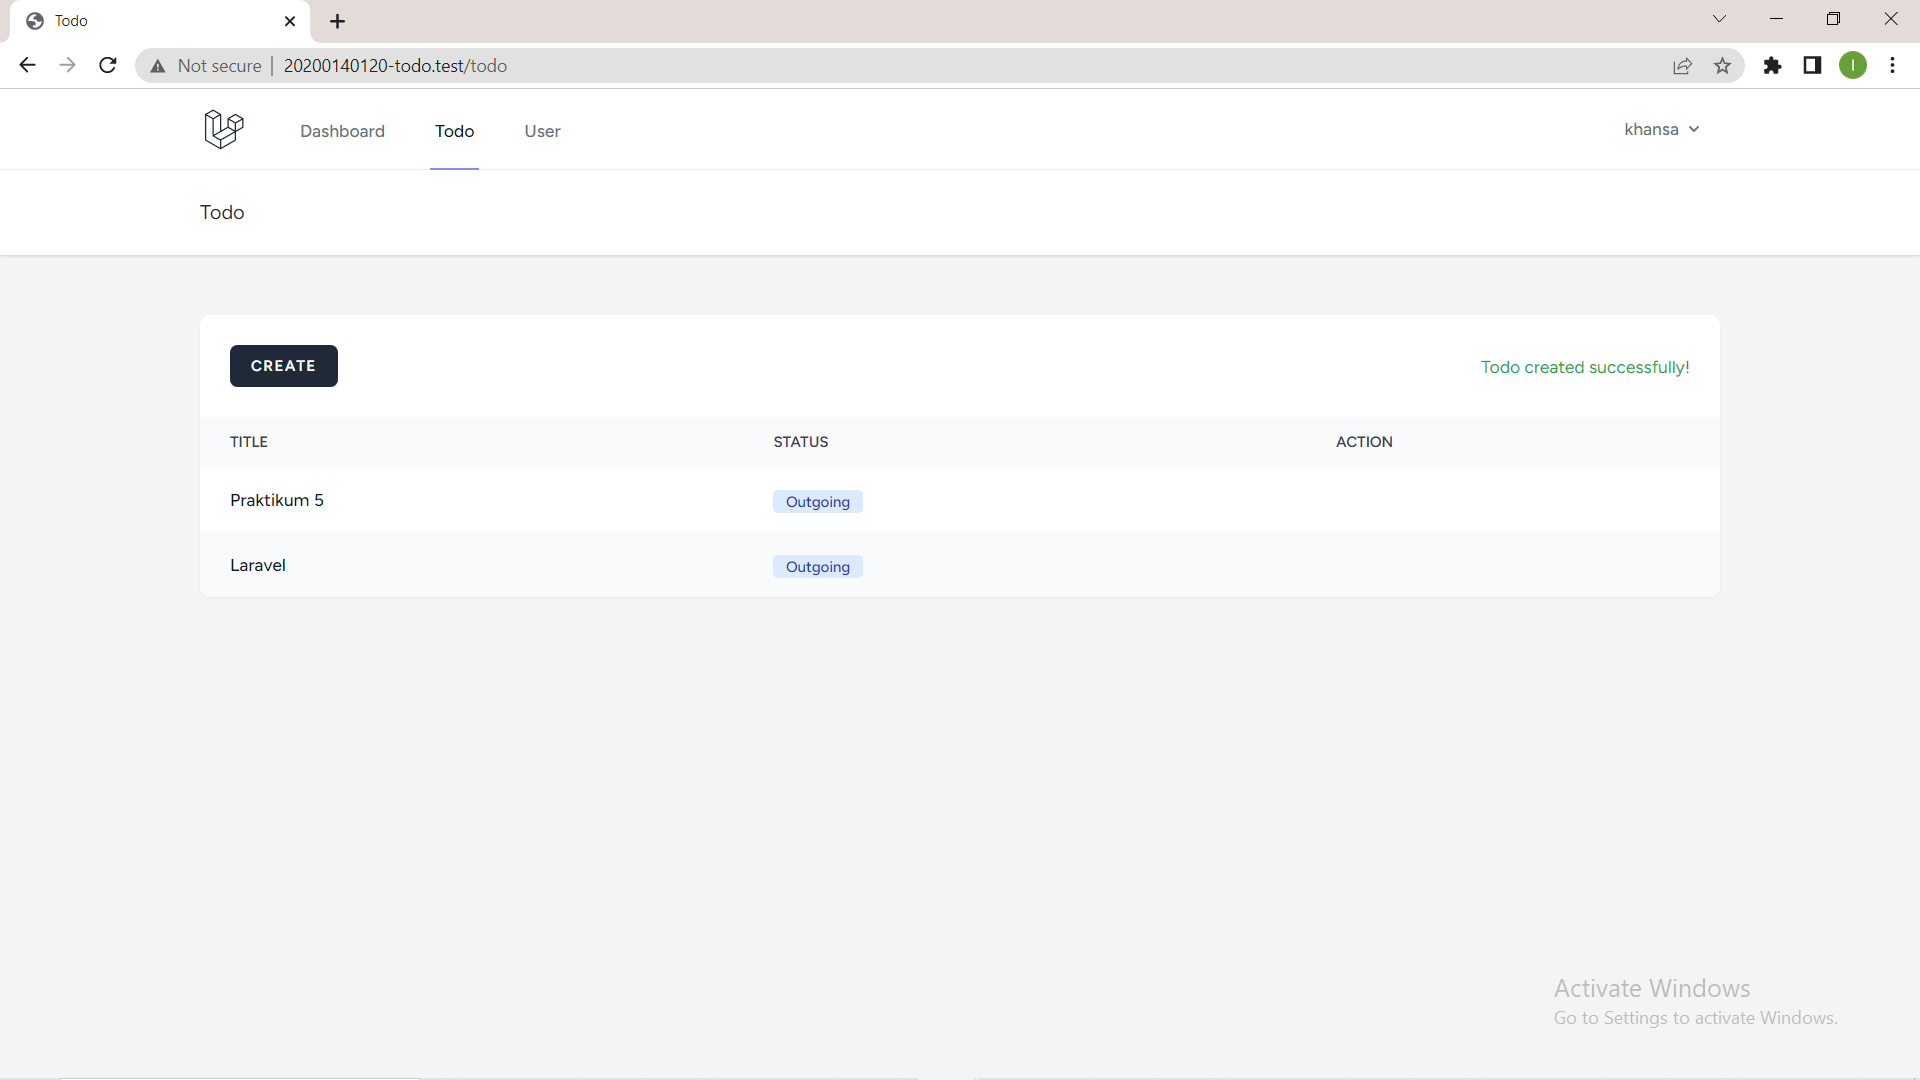 Todo
Not secure | 20200140120-todo.test/todo
I
Dashboard Todo User khansa
Todo
CREATE Todo created successfully!
TITLE STATUS ACTION
Praktikum 5 Outgoing
Laravel Outgoing
Activate Windows
Go to Settings to activate Windows.